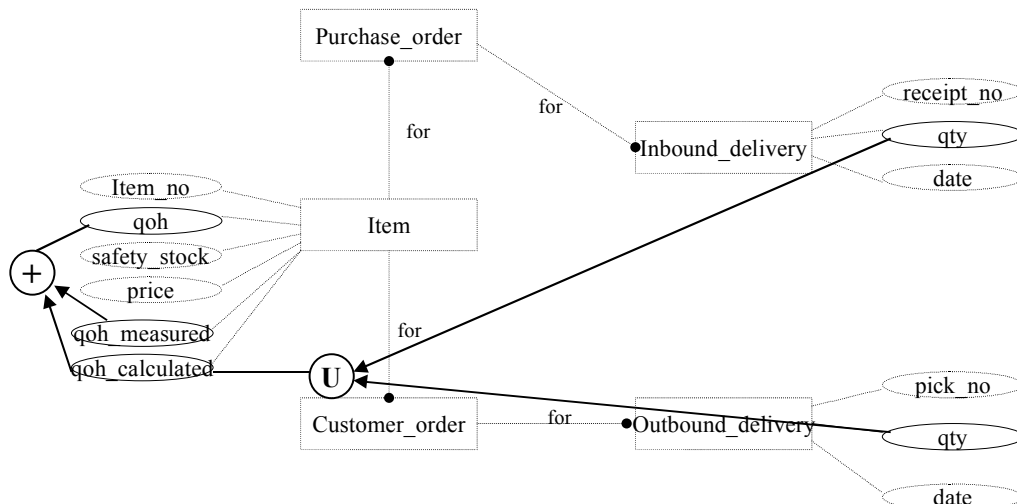 Purchase_order
receipt_no
for
for
qty
Inbound_delivery
date
Item_no
qoh
Item
safety_stock
+
price
qoh_measured
for
qoh_calculated
U
pick_no
for
Customer_order
Outbound_delivery
qty
date